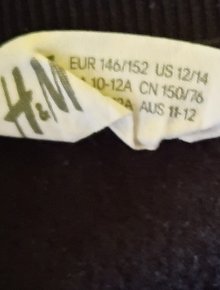 H&M
EUR 146/152 US 12/14
10-12A CN 150/76
AUS 11-12